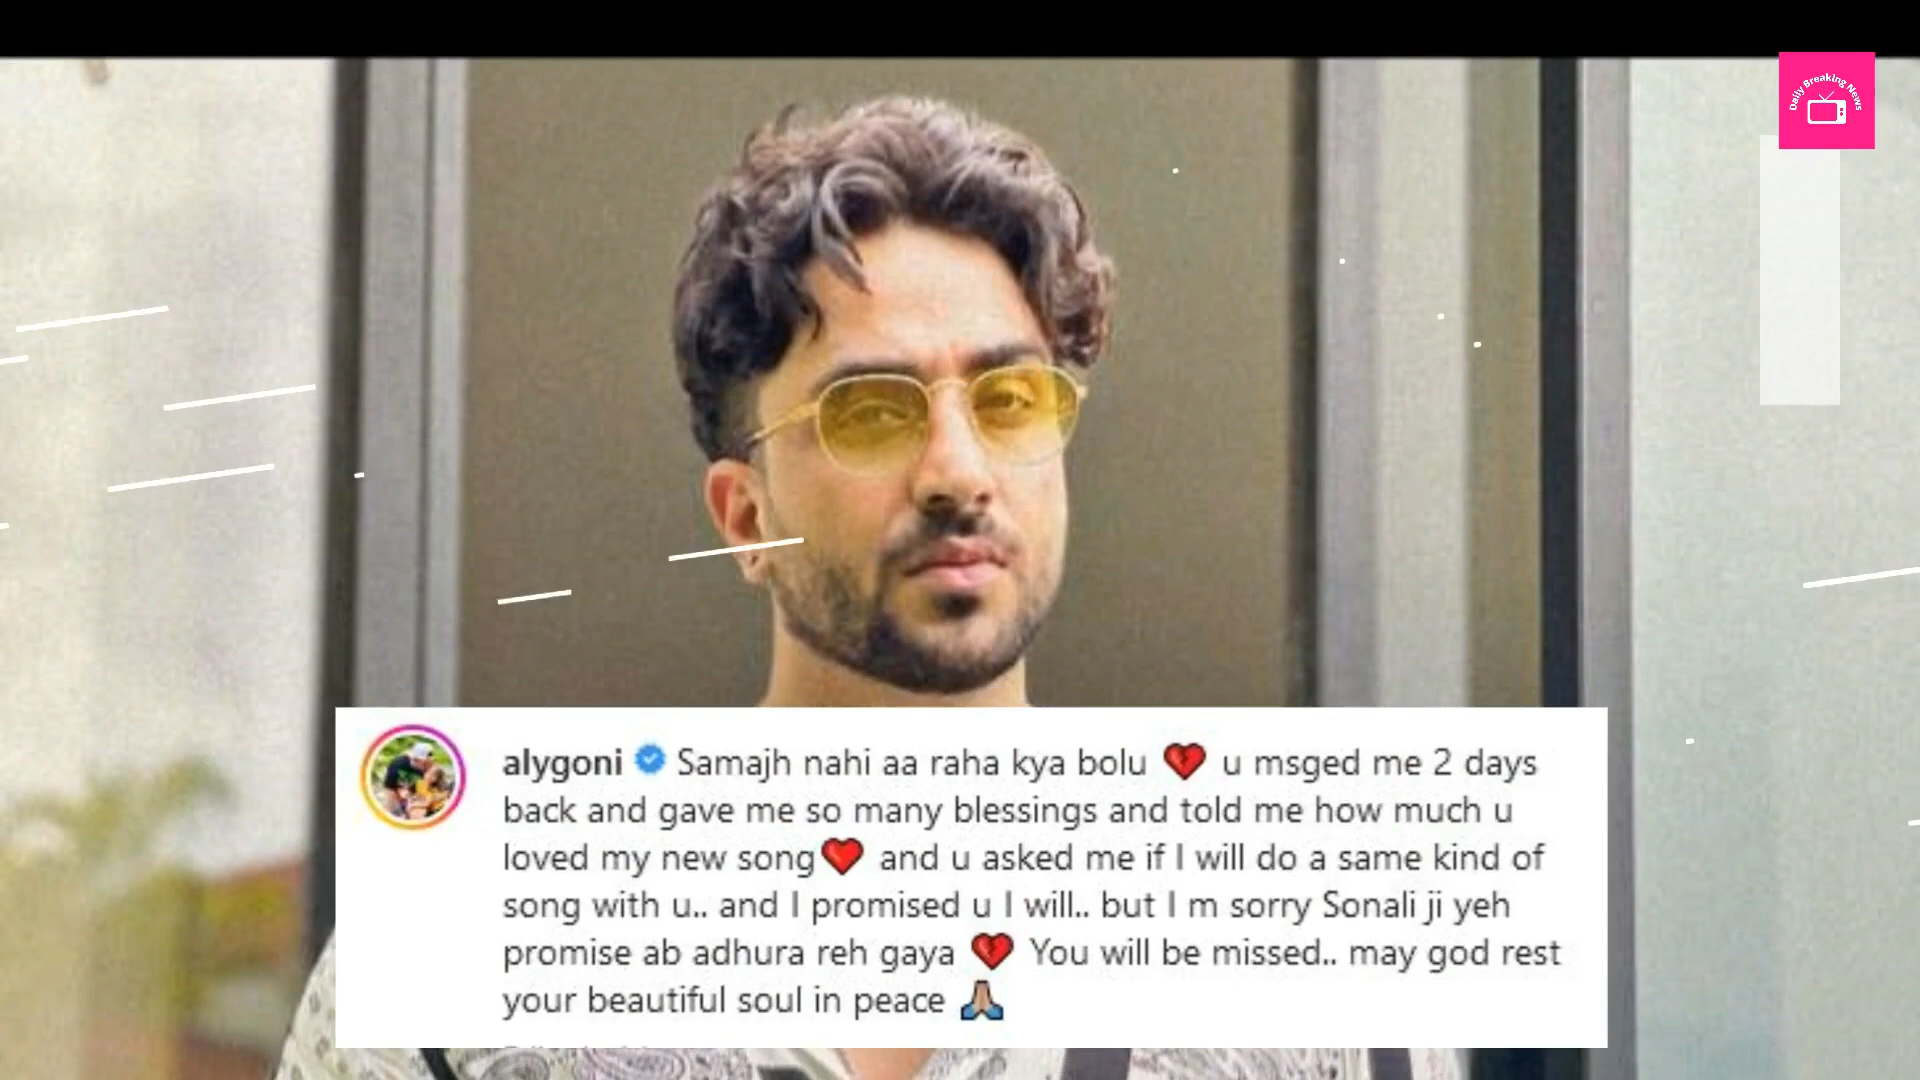 Daily Breaking News
alygoni Samajh nahi aa raha kya bolu 💔 u msged me 2 days
back and gave me so many blessings and told me how much u
loved my new song❤️ and u asked me if I will do a same kind of
song with u.. and I promised u I will.. but I m sorry Sonali ji yeh
promise ab adhura reh gaya 💔 You will be missed.. may god rest
your beautiful soul in peace 🙏🏽